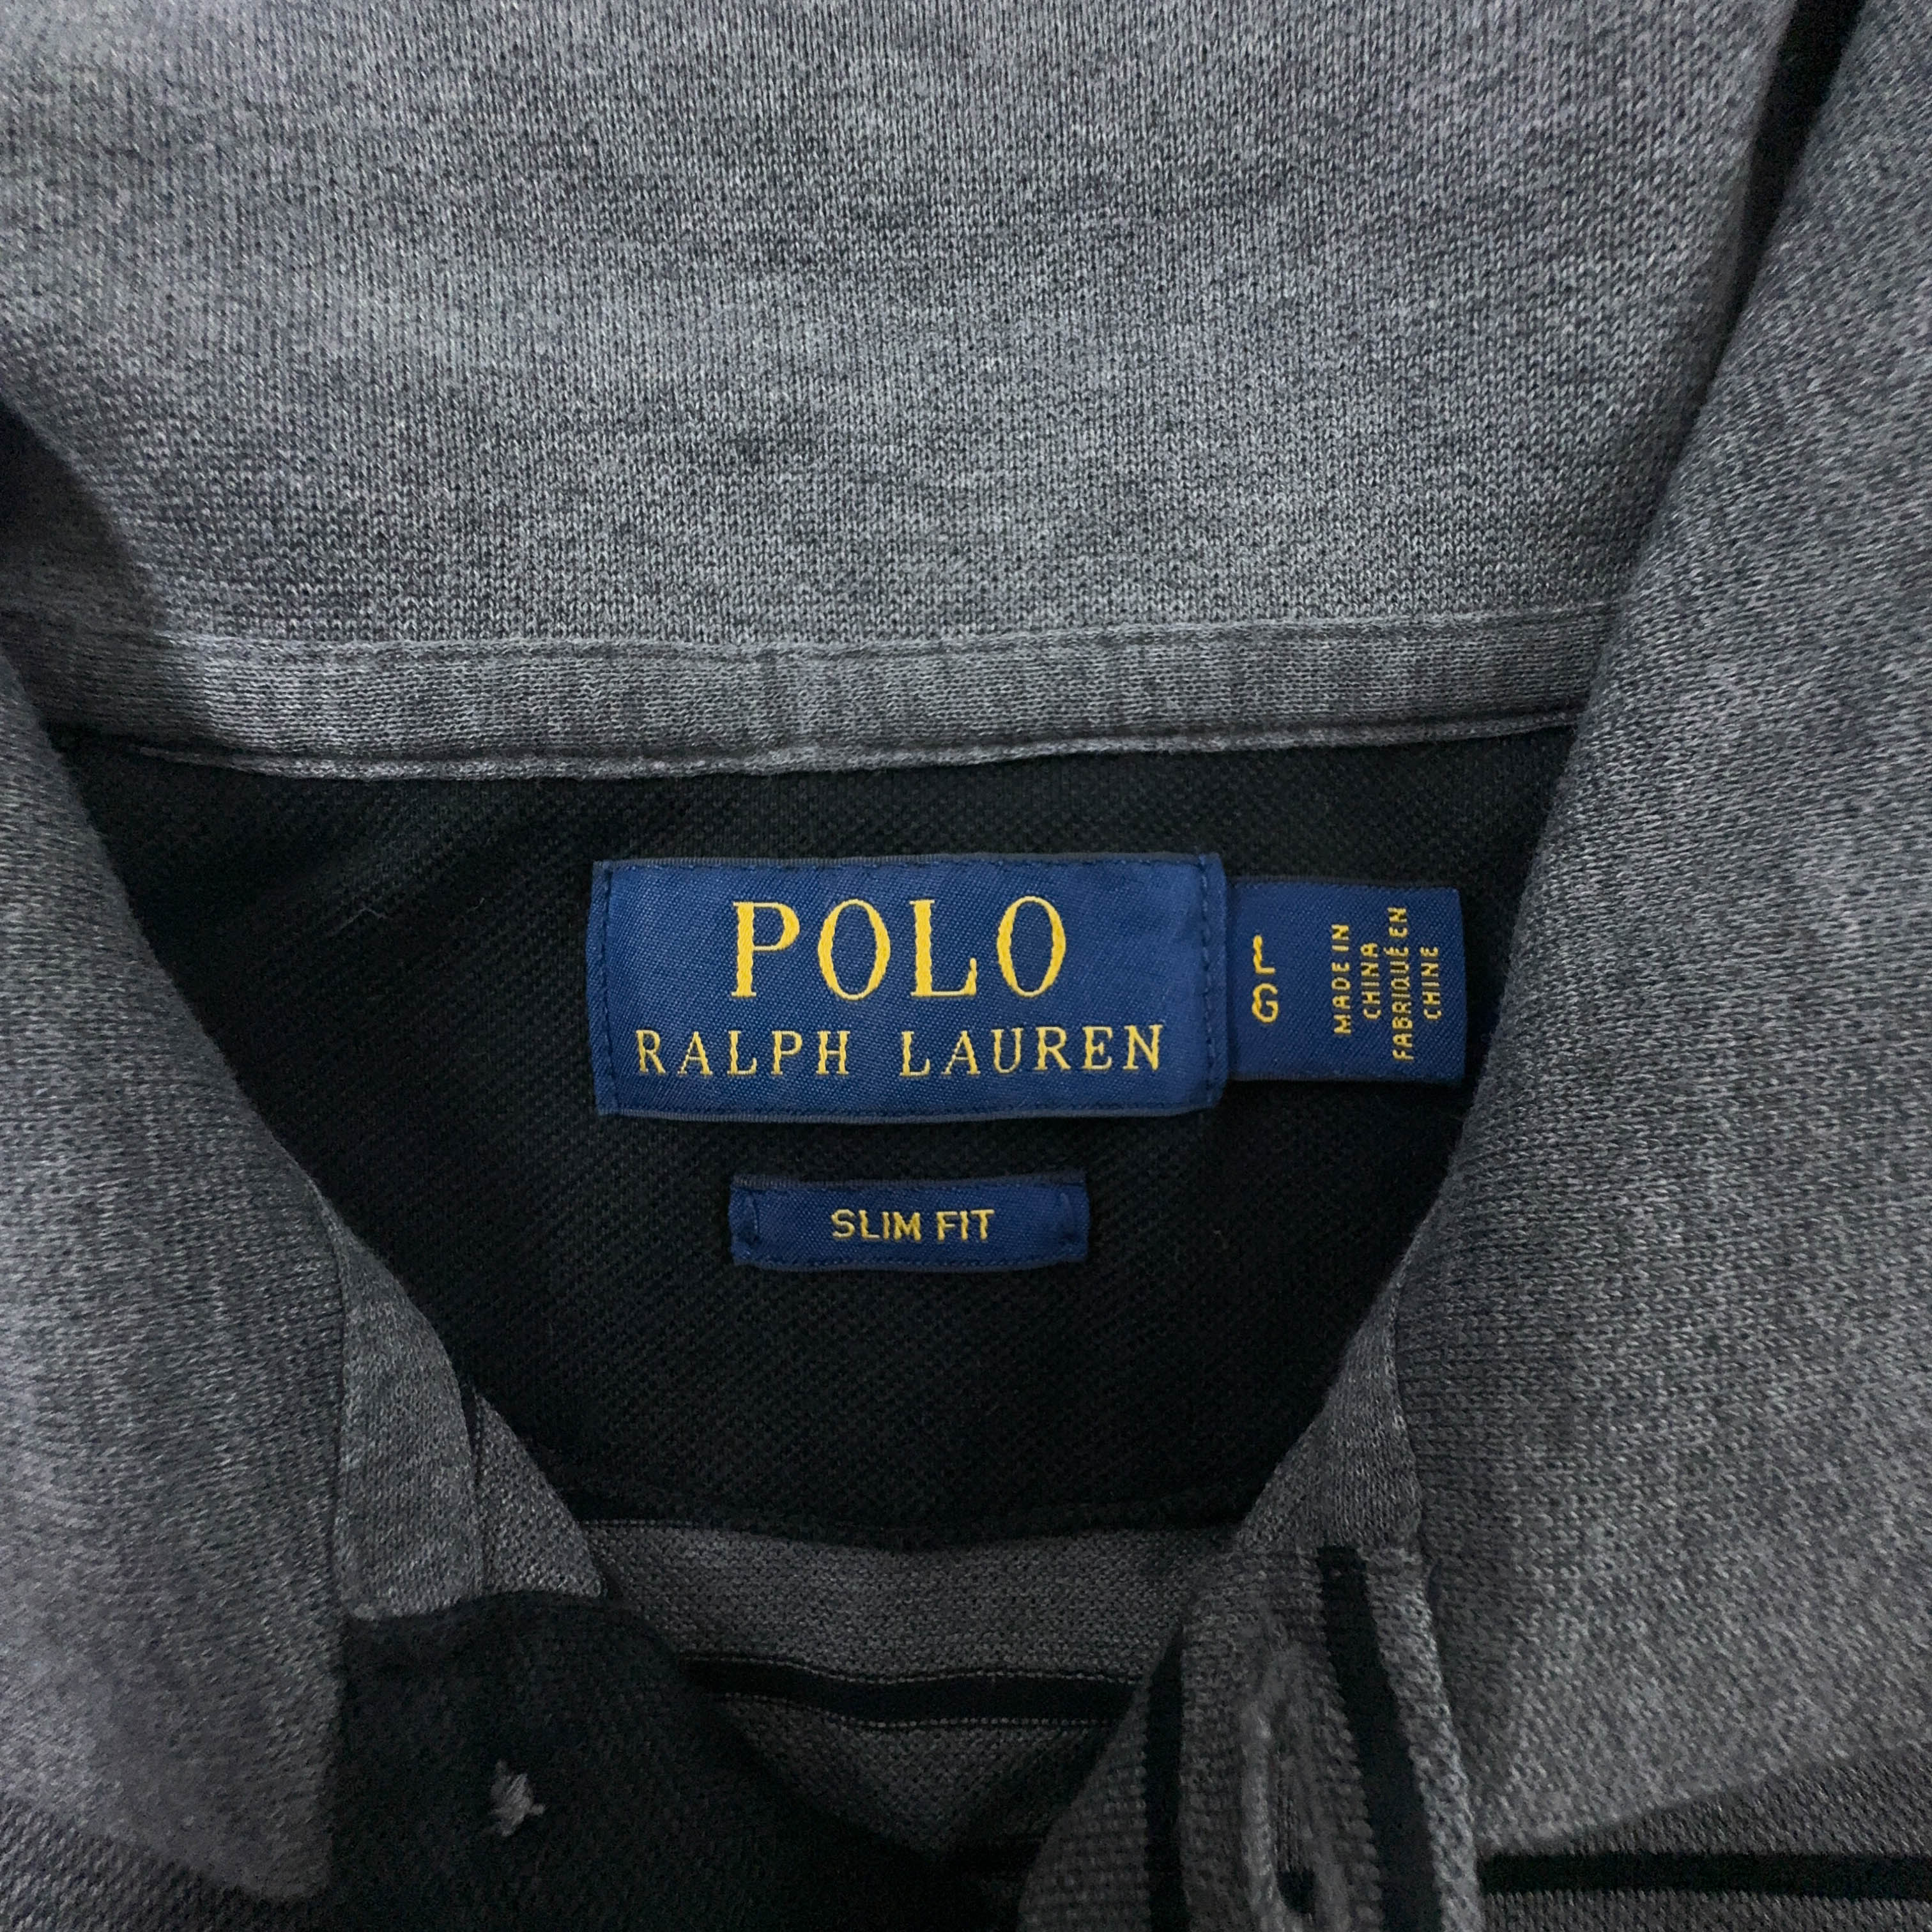 POLO
RALPH LAUREN
L
G
MADE IN
CHINA
FABRIQUÉ EN
CHINE
SLIM FIT